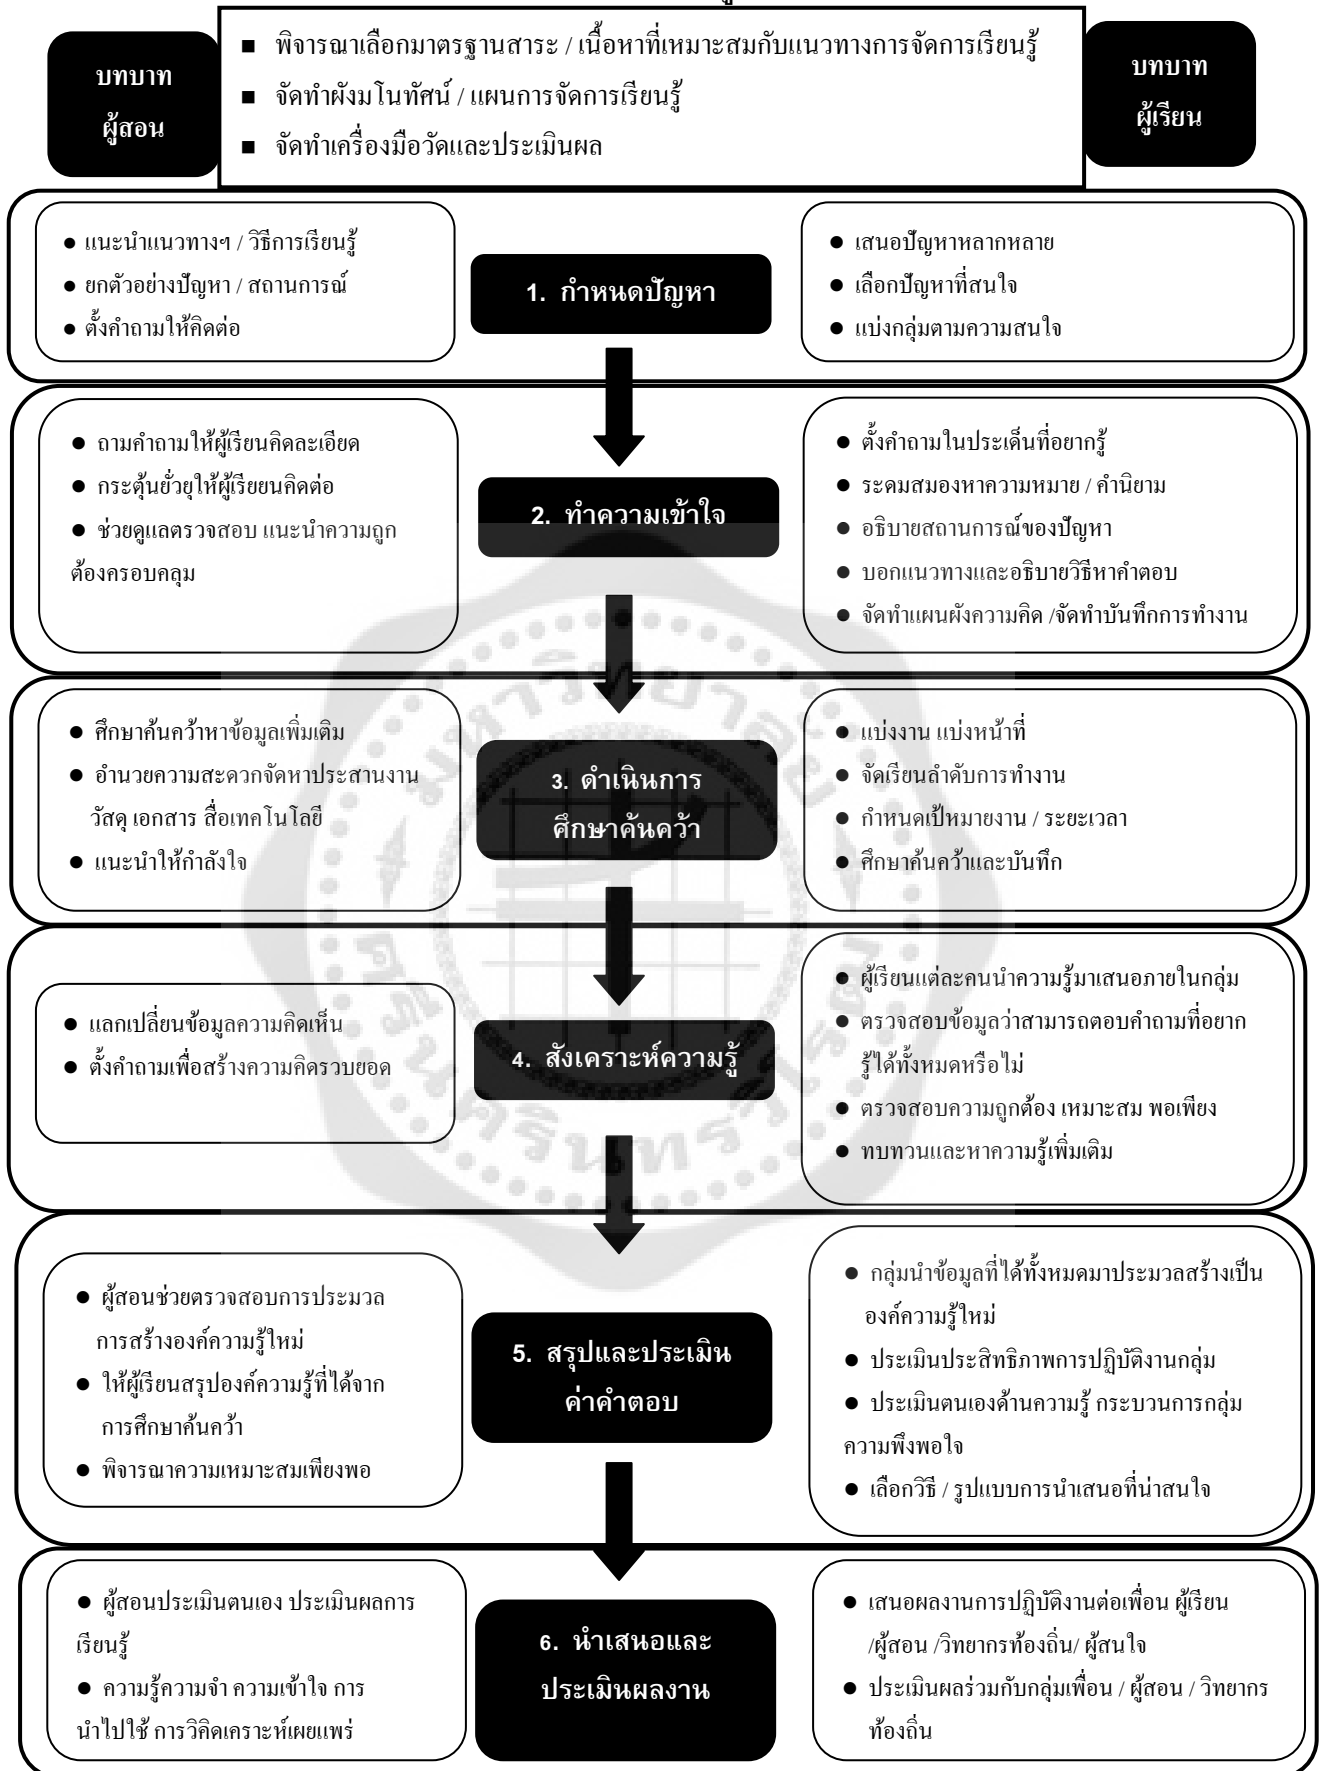 บทบาท
ผู้สอน
■ พิจารณาเลือกมาตรฐานสาระ / เนื้อหาที่เหมาะสมกับแนวทางการจัดการเรียนรู้
■ จัดทำผังมโนทัศน์ / แผนการจัดการเรียนรู้
■ จัดทำเครื่องมือวัดและประเมินผล
บทบาท
ผู้เรียน
● แนะนำแนวทางฯ / วิธีการเรียนรู้
● ยกตัวอย่างปัญหา / สถานการณ์
● ตั้งคำถามให้คิดต่อ
1. กำหนดปัญหา
● เสนอปัญหาหลากหลาย
● เลือกปัญหาที่สนใจ
● แบ่งกลุ่มตามความสนใจ
● ถามคำถามให้ผู้เรียนคิดละเอียด
● กระตุ้นยั่วยุให้ผู้เรียยนคิดต่อ
● ช่วยดูแลตรวจสอบ แนะนำความถูก
ต้องครอบคลุม
2. ทำความเข้าใจ
● ตั้งคำถามในประเด็นที่อยากรู้
● ระดมสมองหาความหมาย / คำนิยาม
● อธิบายสถานการณ์ของปัญหา
● บอกแนวทางและอธิบายวิธีหาคำตอบ
● จัดทำแผนผังความคิด /จัดทำบันทึกการทำงาน
● ศึกษาค้นคว้าหาข้อมูลเพิ่มเติม
● อำนวยความสะดวกจัดหาประสานงาน
วัสดุ เอกสาร สื่อเทคโนโลยี
● แนะนำให้กำลังใจ
3. ดำเนินการ
ศึกษาค้นคว้า
● แบ่งงาน แบ่งหน้าที่
● จัดเรียนลำดับการทำงาน
● กำหนดเป้าหมายงาน / ระยะเวลา
● ศึกษาค้นคว้าและบันทึก
● แลกเปลี่ยนข้อมูลความคิดเห็น
● ตั้งคำถามเพื่อสร้างความคิดรวบยอด
4. สังเคราะห์ความรู้
● ผู้เรียนแต่ละคนนำความรู้มาเสนอภายในกลุ่ม
● ตรวจสอบข้อมูลว่าสามารถตอบคำถามที่อยาก
รู้ได้ทั้งหมดหรือไม่
● ตรวจสอบความถูกต้อง เหมาะสม พอเพียง
● ทบทวนและหาความรู้เพิ่มเติม
มหาวิทยาลัย
ศรีนครินทรวิโรฒ
● ผู้สอนช่วยตรวจสอบการประมวล
การสร้างองค์ความรู้ใหม่
● ให้ผู้เรียนสรุปองค์ความรู้ที่ได้จาก
การศึกษาค้นคว้า
● พิจารณาความเหมาะสมเพียงพอ
5. สรุปและประเมิน
ค่าคำตอบ
● กลุ่มนำข้อมูลที่ได้ทั้งหมดมาประมวลสร้างเป็น
องค์ความรู้ใหม่
● ประเมินประสิทธิภาพการปฏิบัติงานกลุ่ม
● ประเมินตนเองด้านความรู้ กระบวนการกลุ่ม
ความพึงพอใจ
● เลือกวิธี / รูปแบบการนำเสนอที่น่าสนใจ
● ผู้สอนประเมินตนเอง ประเมินผลการ
เรียนรู้
● ความรู้ความจำ ความเข้าใจ การ
นำไปใช้ การวิคิดเคราะห์เผยแพร่
6. นำเสนอและ
ประเมินผลงาน
● เสนอผลงานการปฏิบัติงานต่อเพื่อน ผู้เรียน
/ผู้สอน /วิทยากรท้องถิ่น/ ผู้สนใจ
● ประเมินผลร่วมกับกลุ่มเพื่อน / ผู้สอน / วิทยากร
ท้องถิ่น